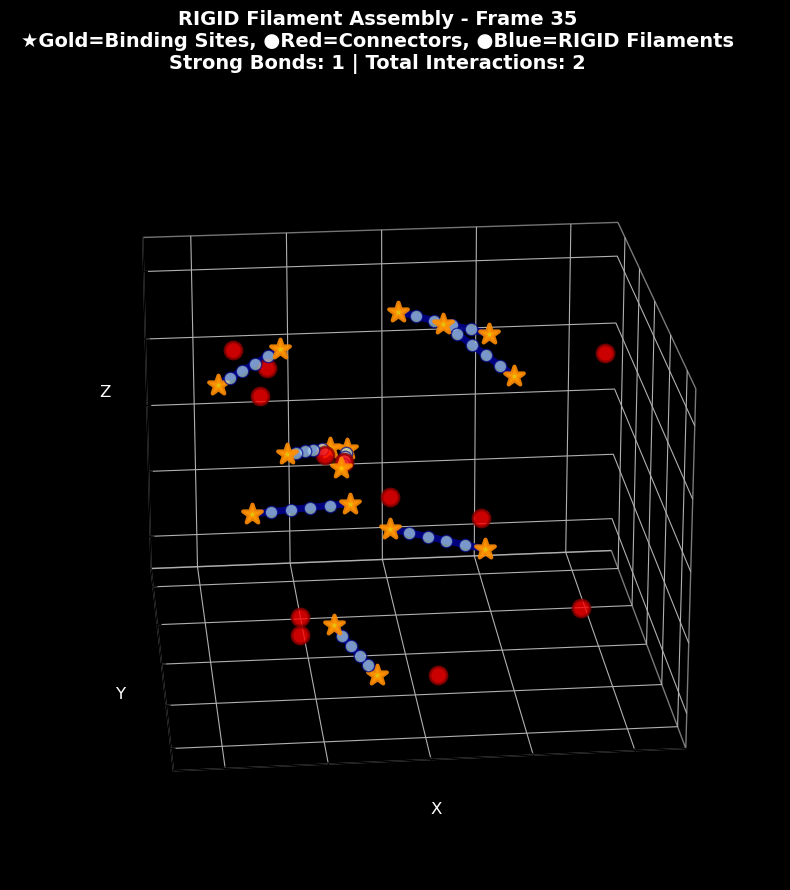 RIGID Filament Assembly - Frame 35
★Gold=Binding Sites, ●Red=Connectors, ●Blue=RIGID Filaments
Strong Bonds: 1 | Total Interactions: 2
Z
Y
X